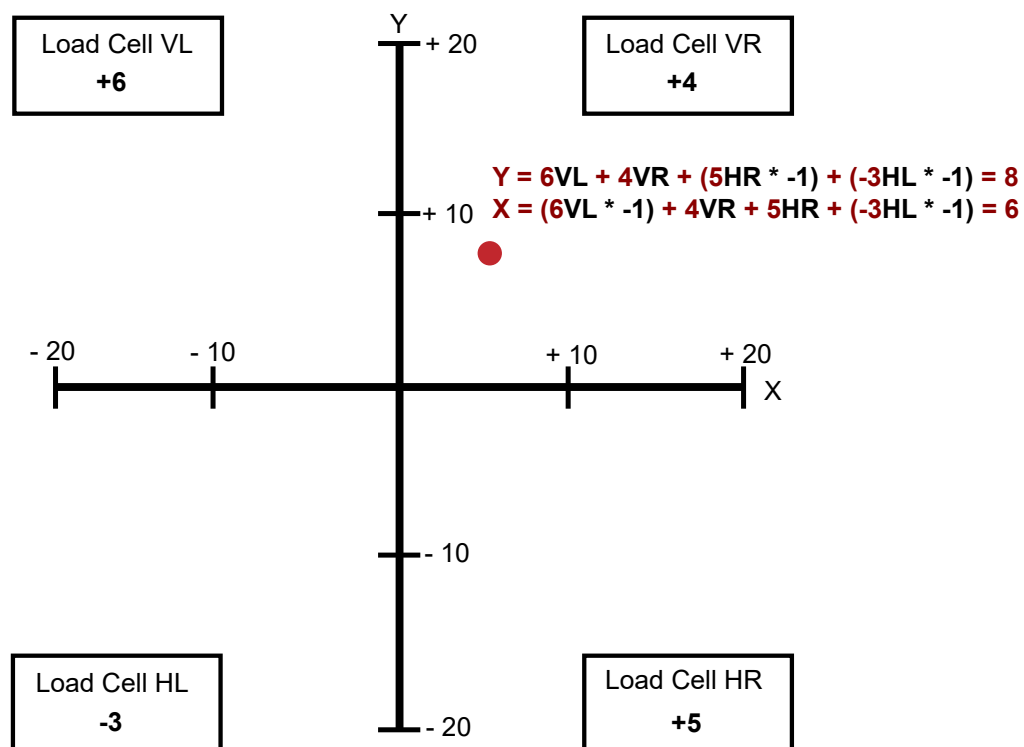 Load Cell VL
+6
Y
+ 20
Load Cell VR
+4
Y = 6VL + 4VR + (5HR * -1) + (-3HL * -1) = 8
X = (6VL * -1) + 4VR + 5HR + (-3HL * -1) = 6
+ 10
- 20
- 10
+ 10
+ 20
X
- 10
Load Cell HL
-3
- 20
Load Cell HR
+5